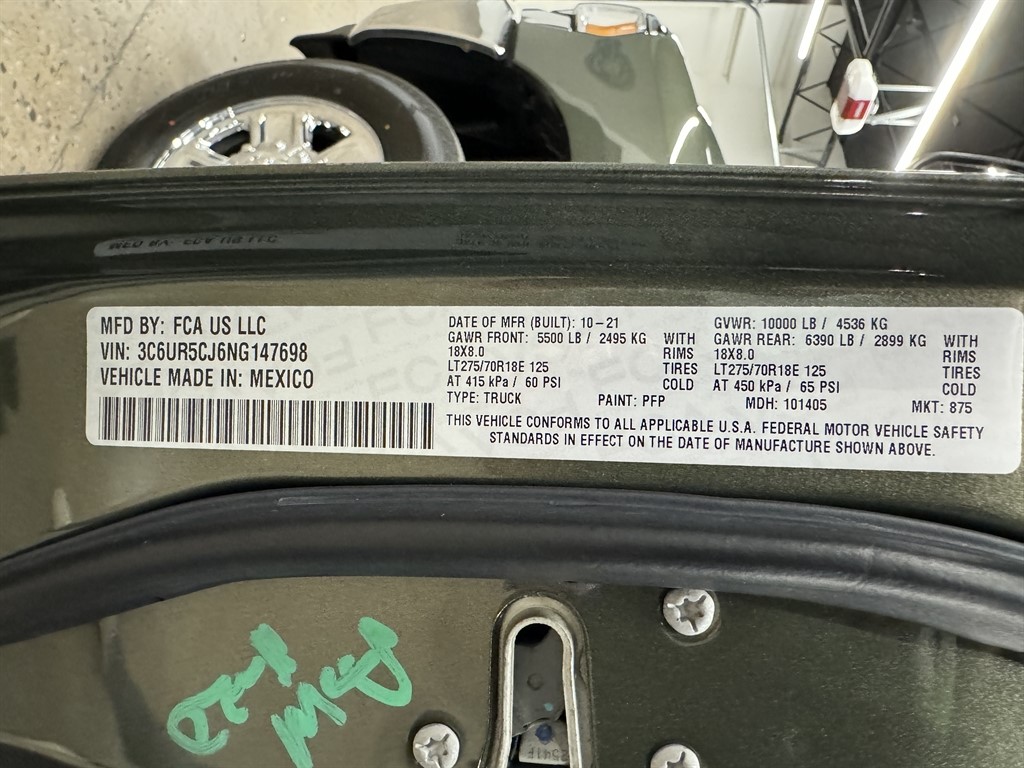 MFD BY: FCA US LLC
VIN: 3C6UR5CJ6NG147698
VEHICLE MADE IN: MEXICO
DATE OF MFR (BUILT): 10-21
GAWR FRONT: 5500 LB / 2495 KG WITH
18X8.0 RIMS
LT275/70R18E 125 TIRES
AT 415 kPa / 60 PSI COLD
TYPE: TRUCK PAINT: PFP
GVWR: 10000 LB / 4536 KG
GAWR REAR: 6390 LB / 2899 KG WITH
18X8.0 RIMS
LT275/70R18E 125 TIRES
AT 450 kPa / 65 PSI COLD
MDH: 101405 MKT: 875
THIS VEHICLE CONFORMS TO ALL APPLICABLE U.S.A. FEDERAL MOTOR VEHICLE SAFETY
STANDARDS IN EFFECT ON THE DATE OF MANUFACTURE SHOWN ABOVE.